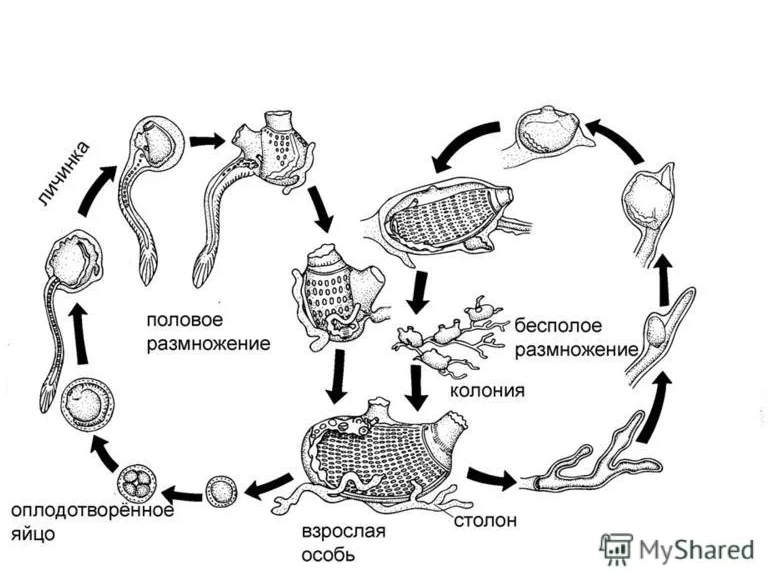 личинка
половое
размножение
бесполое
размножение
колония
оплодотворённое
яйцо
взрослая
особь
столон
MyShared